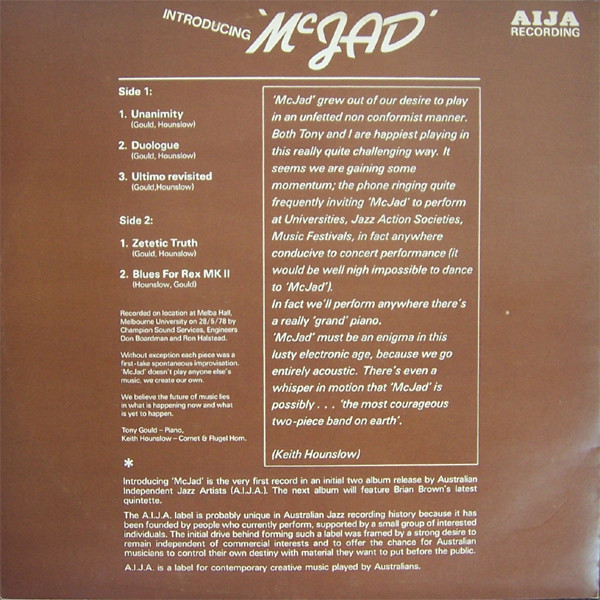 INTRODUCING 'McJAD'
AIJA
RECORDING
Side 1:
1. Unanimity
(Gould, Hounslow)
2. Duologue
(Gould, Hounslow)
3. Ultimo revisited
(Gould,Hounslow)
Side 2:
1. Zetetic Truth
(Gould, Hounslow)
2. Blues For Rex MK II
(Hounslow, Gould)
Recorded on location at Melba Hall,
Melbourne University on 28/5/78 by
Champion Sound Services, Engineers
Don Boardman and Ron Halstead.
Without exception each piece was a
first-take spontaneous improvisation.
'McJad' doesn't play anyone else's
music, we create our own.
We believe the future of music lies
in what is happening now and what
is yet to happen.
Tony Gould – Piano,
Keith Hounslow – Cornet & Flugel Horn.
'McJad' grew out of our desire to play
in an unfetted non conformist manner.
Both Tony and I are happiest playing in
this really quite challenging way. It
seems we are gaining some
momentum; the phone ringing quite
frequently inviting 'McJad' to perform
at Universities, Jazz Action Societies,
Music Festivals, in fact anywhere
conducive to concert performance (it
would be well nigh impossible to dance
to 'McJad').
In fact we'll perform anywhere there's
a really 'grand' piano.
'McJad' must be an enigma in this
lusty electronic age, because we go
entirely acoustic. There's even a
whisper in motion that 'McJad' is
possibly . . . 'the most courageous
two-piece band on earth'.
(Keith Hounslow)
*
Introducing 'McJad' is the very first record in an initial two album release by Australian
Independent Jazz Artists (A.I.J.A.). The next album will feature Brian Brown's latest
quintette.
The A.I.J.A. label is probably unique in Australian Jazz recording history because it has
been founded by people who currently perform, supported by a small group of interested
individuals. The initial drive behind forming such a label was framed by a strong desire to
remain independent of commercial interests and to offer the chance for Australian
musicians to control their own destiny with material they want to put before the public.
A.I.J.A. is a label for contemporary creative music played by Australians.